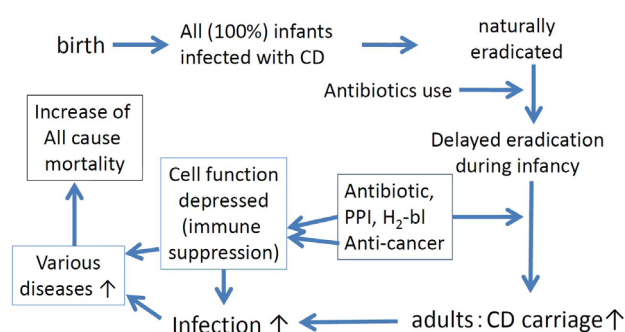 birth
All (100%) infants
infected with CD
naturally
eradicated
Antibiotics use
Delayed eradication
during infancy
Increase of
All cause
mortality
Cell function
depressed
(immune
suppression)
Antibiotic,
PPI, H₂-bl
Anti-cancer
Various
diseases ↑
Infection ↑
adults : CD carriage↑